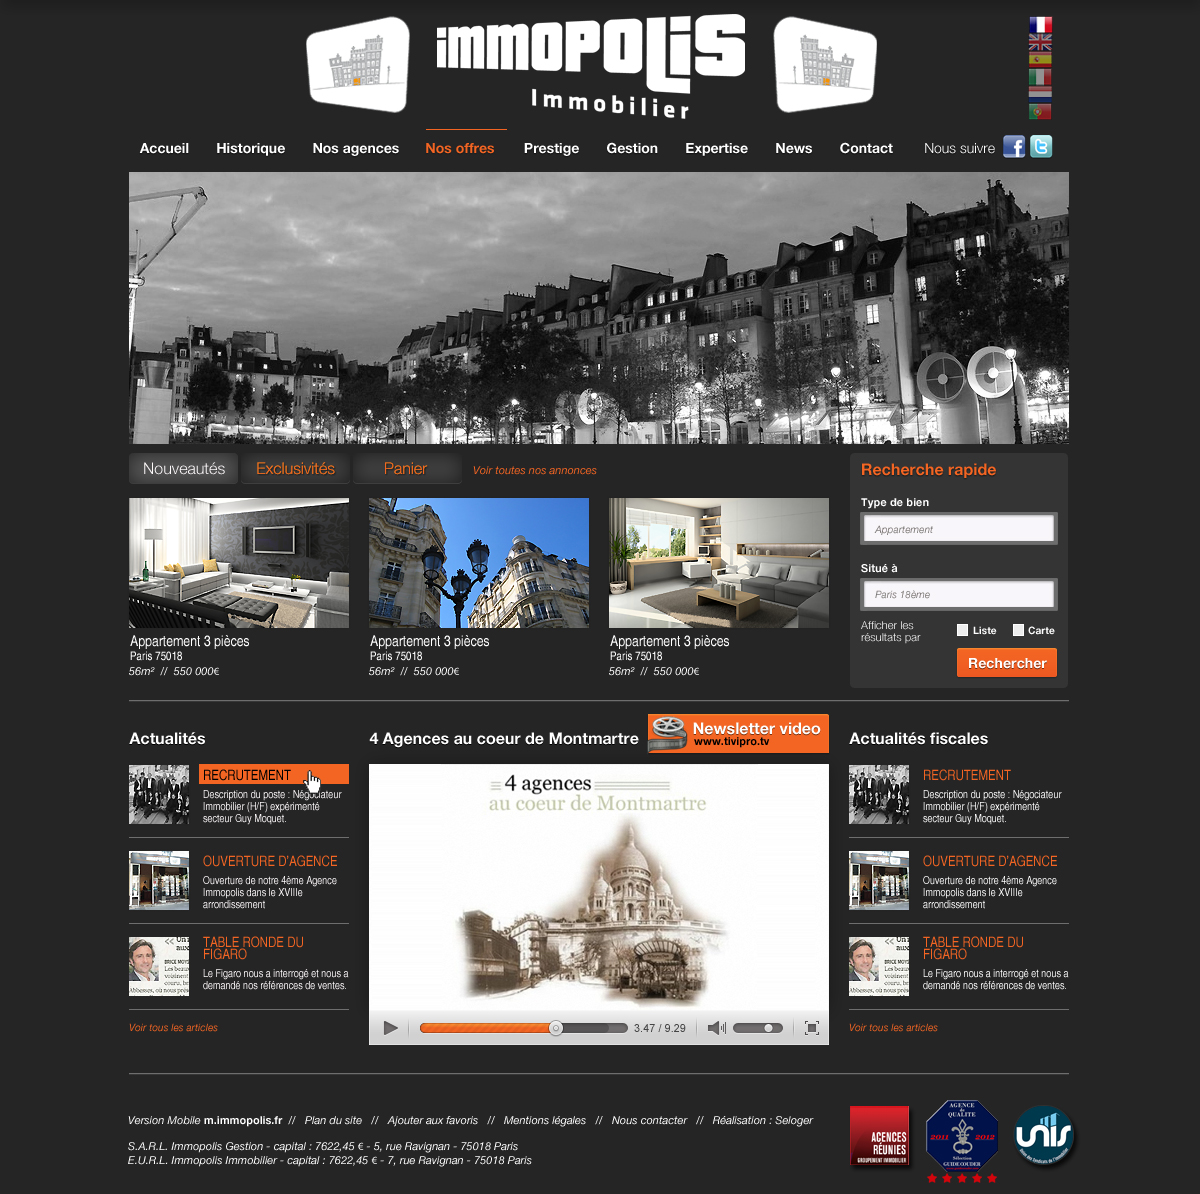 immopolis
Immobilier
Accueil Historique Nos agences Nos offres Prestige Gestion Expertise News Contact Nous suivre
Nouveautés Exclusivités Panier Voir toutes nos annonces
Recherche rapide
Type de bien
Appartement
Situé à
Paris 18ème
Afficher les
résultats par
Liste Carte
Rechercher
Appartement 3 pièces
Paris 75018
56m² // 550 000€
Appartement 3 pièces
Paris 75018
56m² // 550 000€
Appartement 3 pièces
Paris 75018
56m² // 550 000€
Actualités
RECRUTEMENT
Description du poste : Négociateur
Immobilier (H/F) expérimenté
secteur Guy Moquet.
OUVERTURE D'AGENCE
Ouverture de notre 4ème Agence
Immopolis dans le XVIIIe
arrondissement
TABLE RONDE DU
FIGARO
Le Figaro nous a interrogé et nous a
demandé nos références de ventes.
Voir tous les articles
4 Agences au coeur de Montmartre
Newsletter video
www.tivipro.tv
4 agences
au coeur de Montmartre
3.47 / 9.29
Actualités fiscales
RECRUTEMENT
Description du poste : Négociateur
Immobilier (H/F) expérimenté
secteur Guy Moquet.
OUVERTURE D'AGENCE
Ouverture de notre 4ème Agence
Immopolis dans le XVIIIe
arrondissement
TABLE RONDE DU
FIGARO
Le Figaro nous a interrogé et nous a
demandé nos références de ventes.
Voir tous les articles
Version Mobile m.immopolis.fr // Plan du site // Ajouter aux favoris // Mentions légales // Nous contacter // Réalisation : Seloger
S.A.R.L. Immopolis Gestion - capital : 7622,45 € - 5, rue Ravignan - 75018 Paris
E.U.R.L. Immopolis Immobilier - capital : 7622,45 € - 7, rue Ravignan - 75018 Paris
AGENCES
RÉUNIES
GROUPEMENT IMMOBILIER
AGENCE
de
QUALITÉ
2011 2012
Sélection
GUIDE COUDER
unis